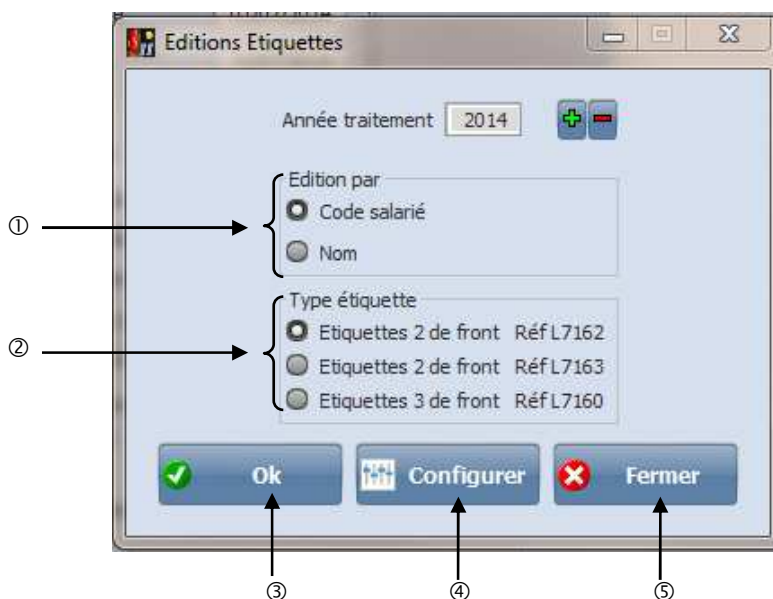 Editions Etiquettes
Année traitement 2014
Edition par
① Code salarié
Nom
Type étiquette
② Etiquettes 2 de front Réf L7162
Etiquettes 2 de front Réf L7163
Etiquettes 3 de front Réf L7160
Ok Configurer Fermer
③ ④ ⑤